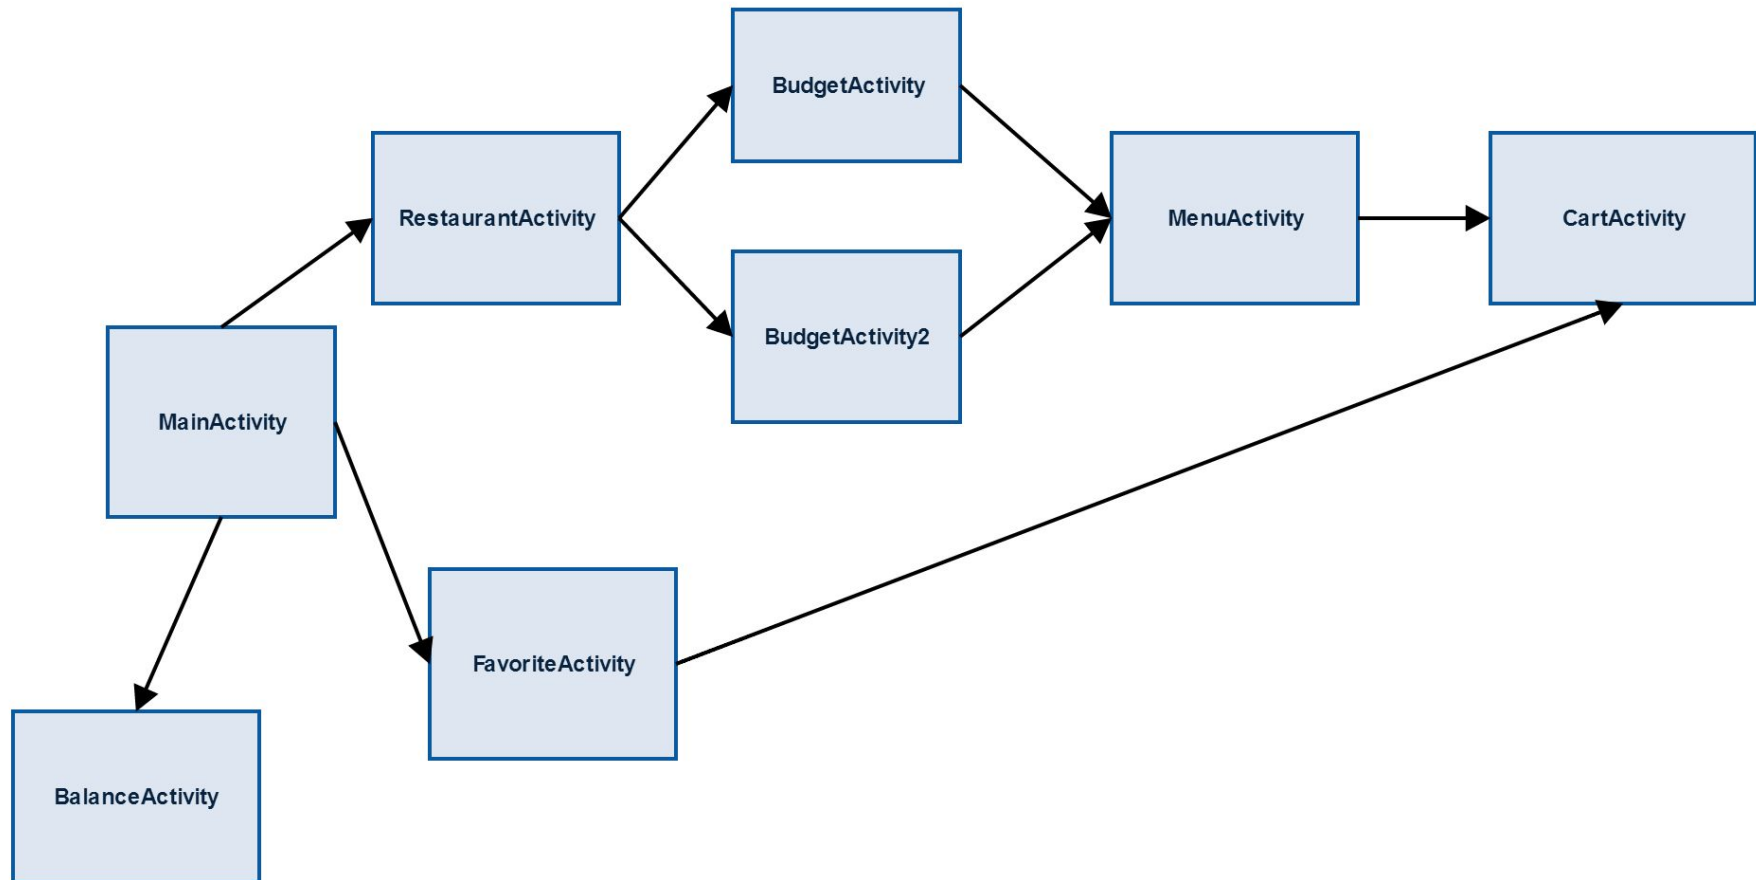 BudgetActivity
RestaurantActivity
MenuActivity
CartActivity
BudgetActivity2
MainActivity
FavoriteActivity
BalanceActivity